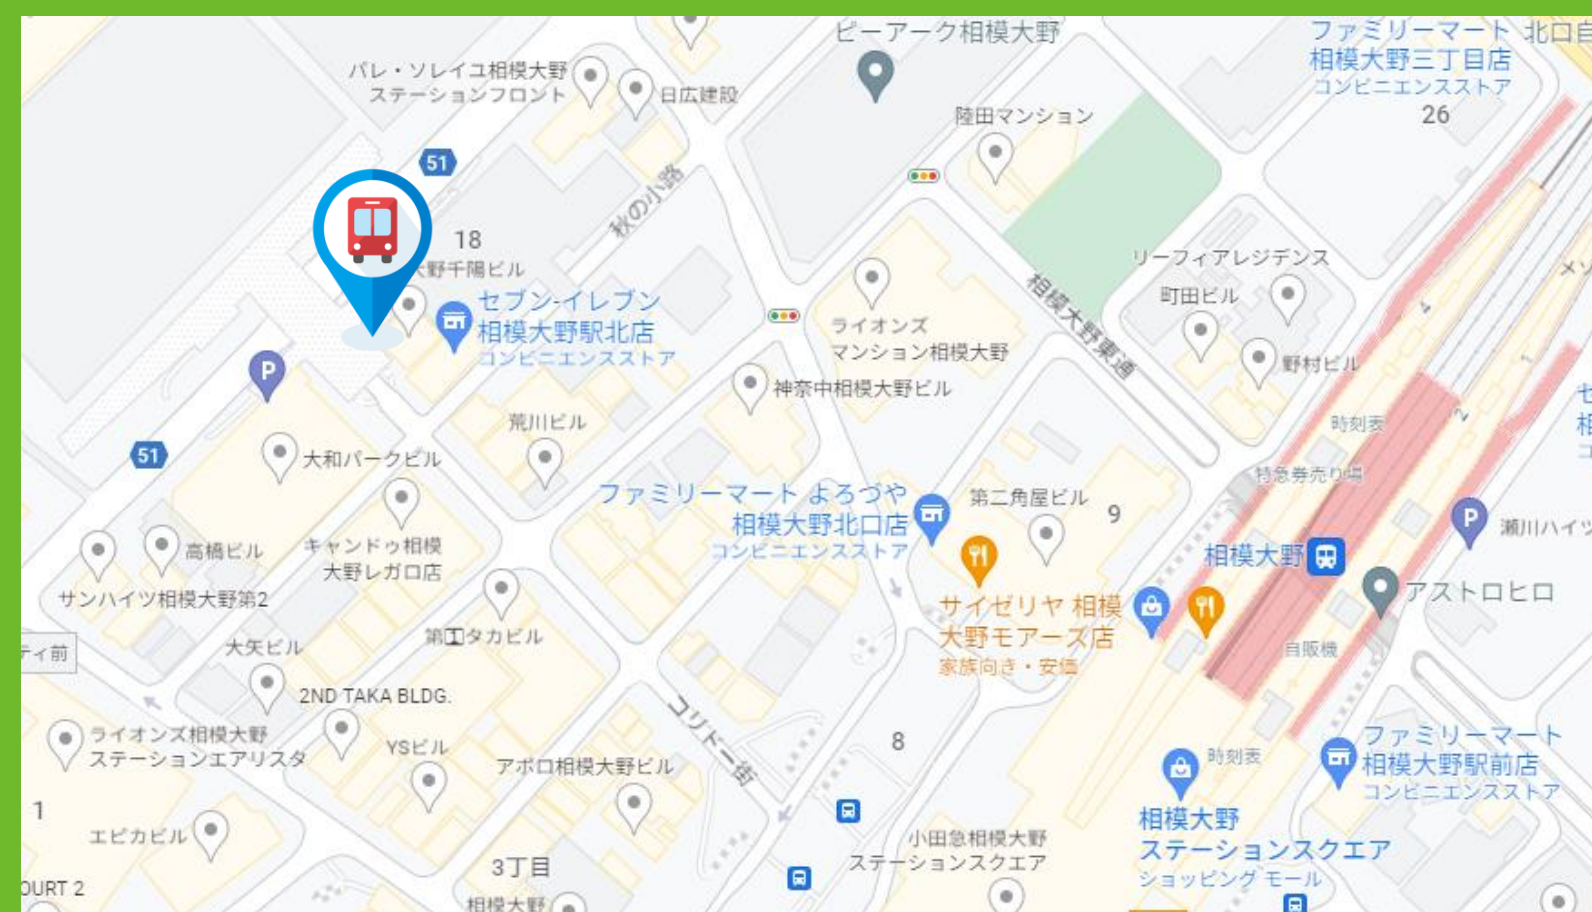 ピーアーク相模大野
ファミリーマート
相模大野三丁目店
コンビニエンスストア
26
パレ・ソレイユ相模大野
ステーションフロント
日広建設
陸田マンション
51
秋の小路
18
大野千陽ビル
セブン-イレブン
相模大野駅北店
コンビニエンスストア
リーフィアレジデンス
町田ビル
野村ビル
相模大野東通
ライオンズ
マンション相模大野
神奈中相模大野ビル
P
荒川ビル
51
大和パークビル
時刻表
特急券売り場
4
1
2
ファミリーマート よろづや
相模大野北口店
コンビニエンスストア
第二角屋ビル
9
P
瀬川ハイツ
相模大野
キャンドゥ相模
大野レガロ店
高橋ビル
サンハイツ相模大野第2
サイゼリヤ 相模
大野モアーズ店
家族向き・安価
アストロヒロ
自販機
ティ前
大矢ビル
2ND TAKA BLDG.
ライオンズ相模大野
ステーションエアリスタ
YSビル
アポロ相模大野ビル
コリドー街
8
時刻表
ファミリーマート
相模大野駅前店
コンビニエンスストア
1
エピカビル
3丁目
相模大野
小田急相模大野
ステーションスクエア
相模大野
ステーションスクエア
ショッピング モール
OURT 2